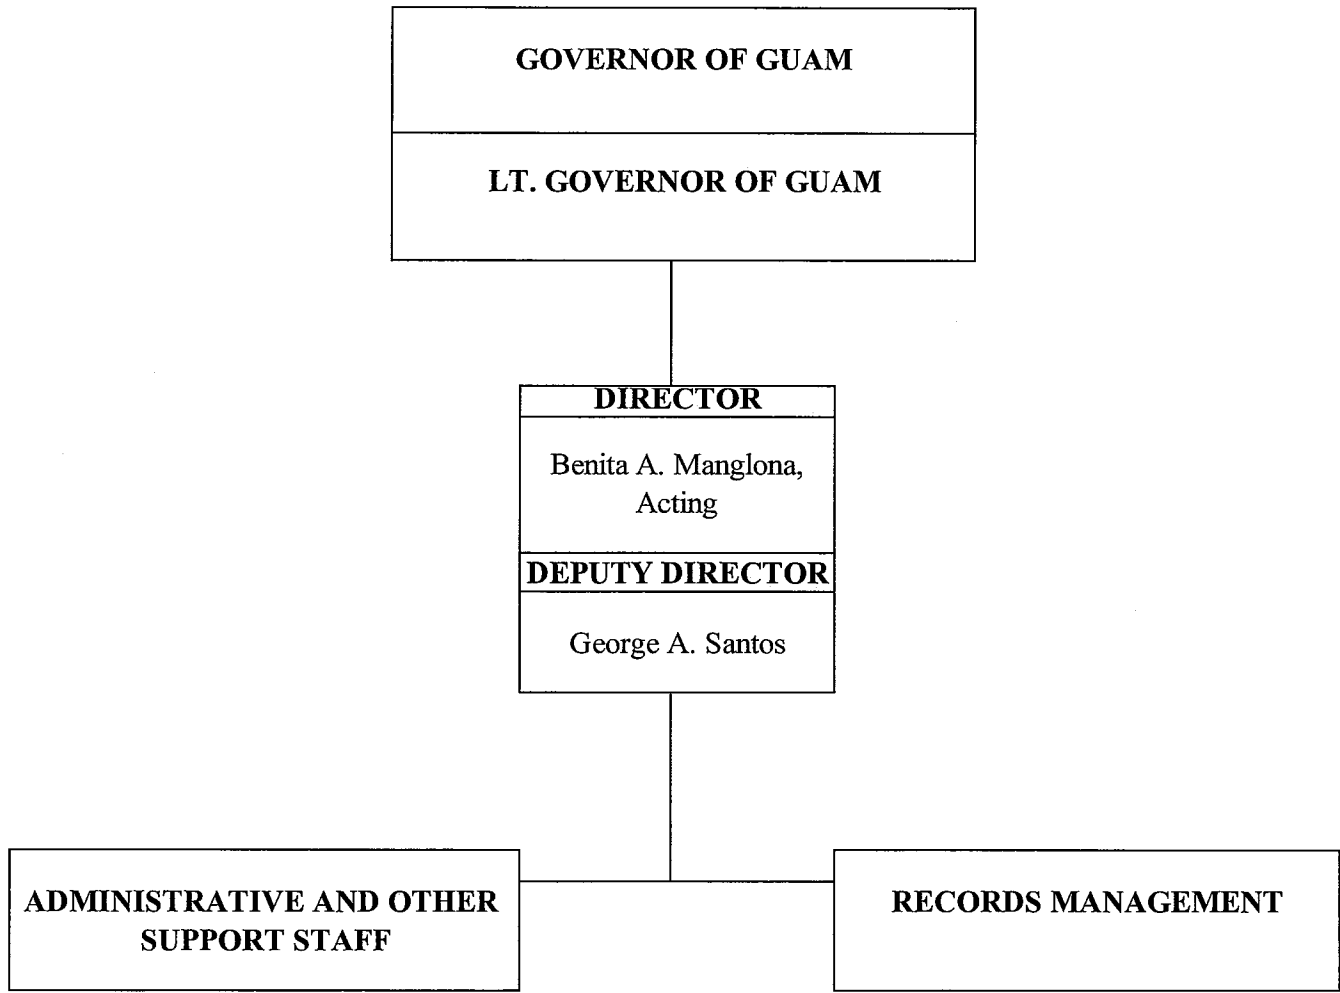 GOVERNOR OF GUAM
LT. GOVERNOR OF GUAM
DIRECTOR
Benita A. Manglona,
Acting
DEPUTY DIRECTOR
George A. Santos
ADMINISTRATIVE AND OTHER
SUPPORT STAFF
RECORDS MANAGEMENT